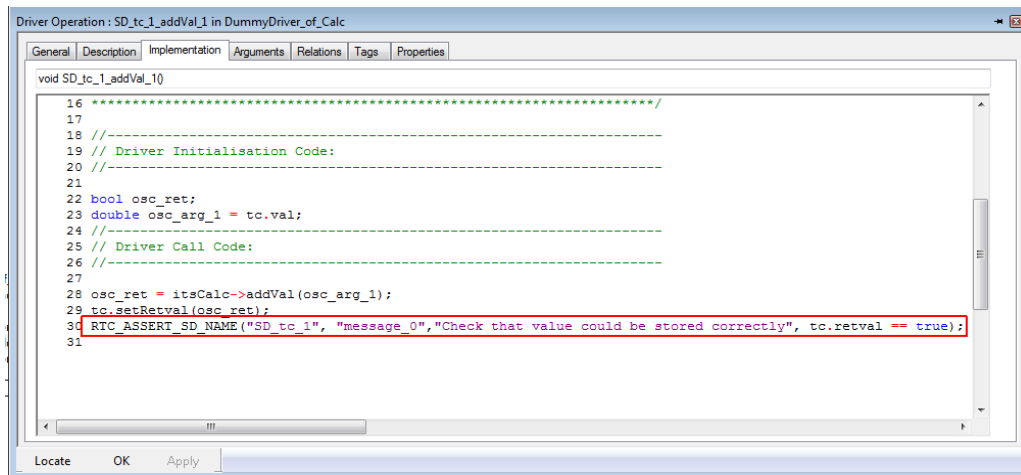 Driver Operation : SD_tc_1_addVal_1 in DummyDriver_of_Calc
General Description Implementation Arguments Relations Tags Properties
void SD_tc_1_addVal_1()
16 *********************************************************************/
17
18 //--------------------------------------------------------------------
19 // Driver Initialisation Code:
20 //--------------------------------------------------------------------
21
22 bool osc_ret;
23 double osc_arg_1 = tc.val;
24 //--------------------------------------------------------------------
25 // Driver Call Code:
26 //--------------------------------------------------------------------
27
28 osc_ret = itsCalc->addVal(osc_arg_1);
29 tc.setRetval(osc_ret);
30 RTC_ASSERT_SD_NAME("SD_tc_1", "message_0","Check that value could be stored correctly", tc.retval == true);
31
Locate OK Apply